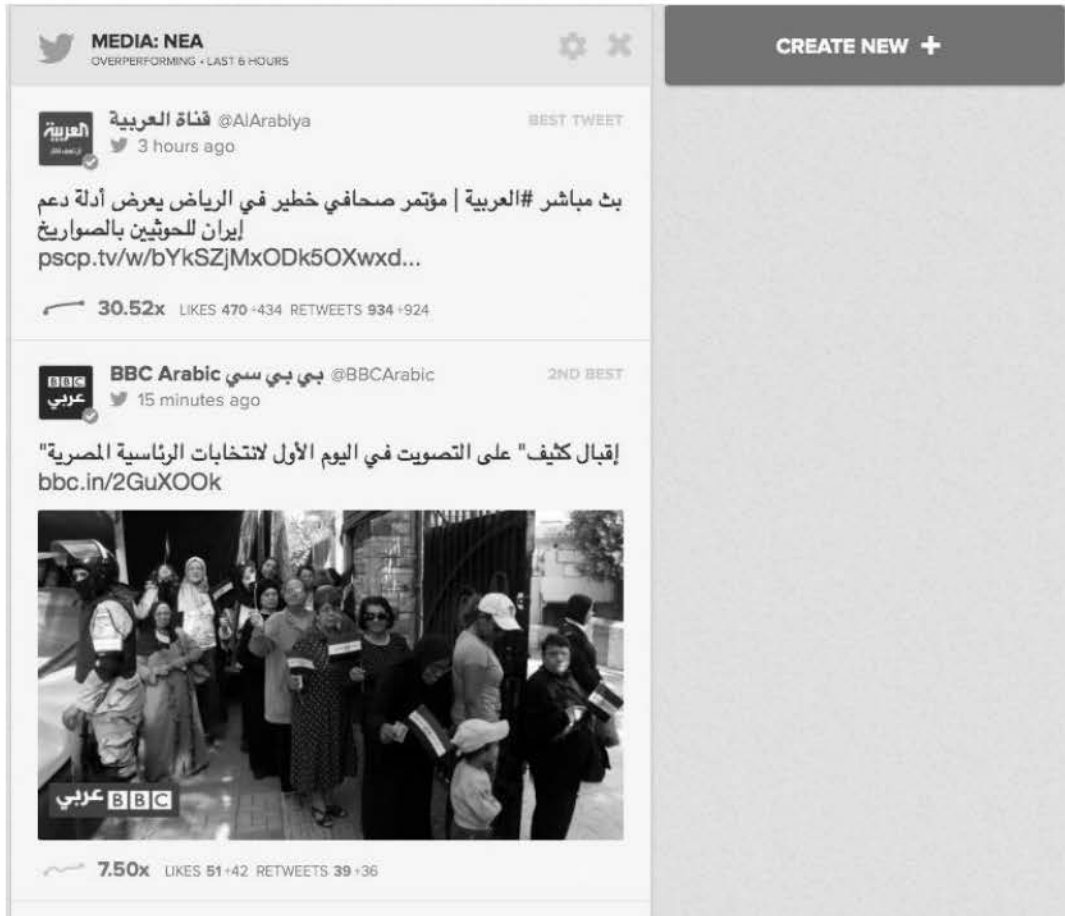 MEDIA: NEA
OVERPERFORMING • LAST 6 HOURS
CREATE NEW +
العربية
قناة العربية @AlArabiya
BEST TWEET
3 hours ago
بث مباشر #العربية | مؤتمر صحافي خطير في الرياض يعرض أدلة دعم
إيران للحوثيين بالصواريخ
pscp.tv/w/bYkSZjMxODk5OXwxd...
30.52x LIKES 470 +434 RETWEETS 934 +924
BBC
عربي
BBC Arabic بي بي سي @BBCArabic
2ND BEST
15 minutes ago
إقبال كثيف" على التصويت في اليوم الأول لانتخابات الرئاسية المصرية"
bbc.in/2GuXOOk
BBC عربي
7.50x LIKES 51 +42 RETWEETS 39 +36